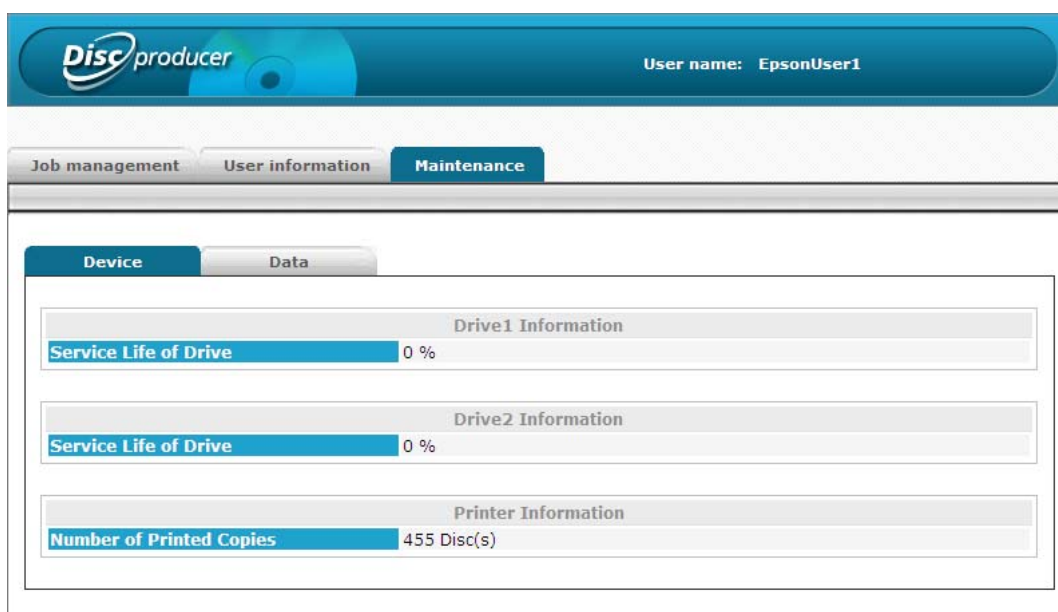 Disc producer
User name: EpsonUser1
Job management User information Maintenance
Device Data
Drive1 Information
Service Life of Drive 0 %
Drive2 Information
Service Life of Drive 0 %
Printer Information
Number of Printed Copies 455 Disc(s)